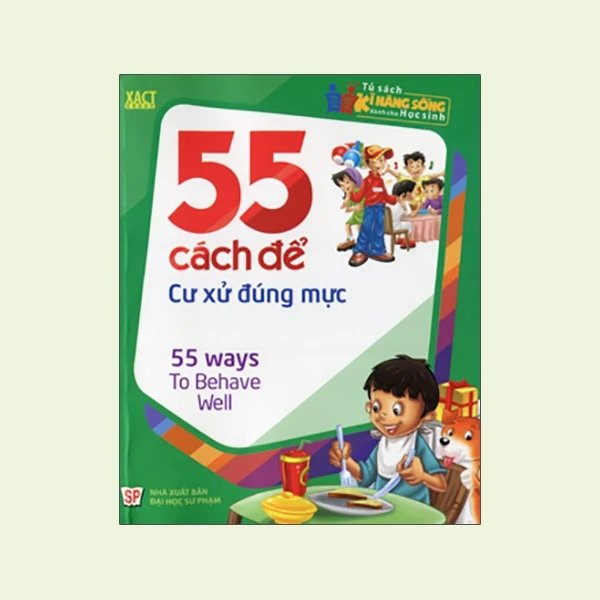 XACT
GROUP
Tủ sách
KĨ NĂNG SỐNG
dành cho Học sinh
55
cách để
Cư xử đúng mực
55 ways
To Behave
Well
SP
NHÀ XUẤT BẢN
ĐẠI HỌC SƯ PHẠM